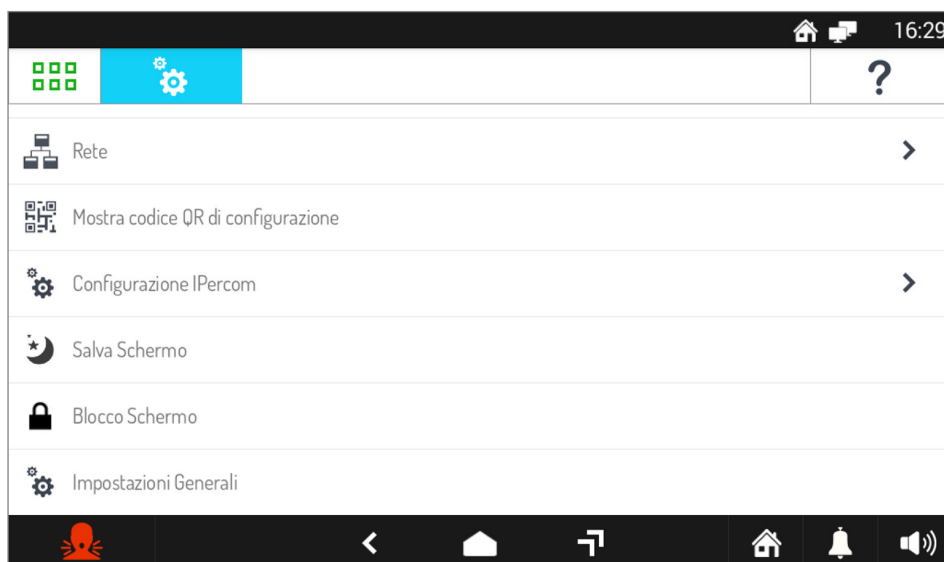 16:29
?
Rete
Mostra codice QR di configurazione
Configurazione IPercom
Salva Schermo
Blocco Schermo
Impostazioni Generali